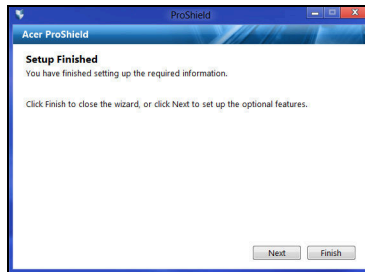 ProShield
Acer ProShield
Setup Finished
You have finished setting up the required information.
Click Finish to close the wizard, or click Next to set up the optional features.
Next
Finish